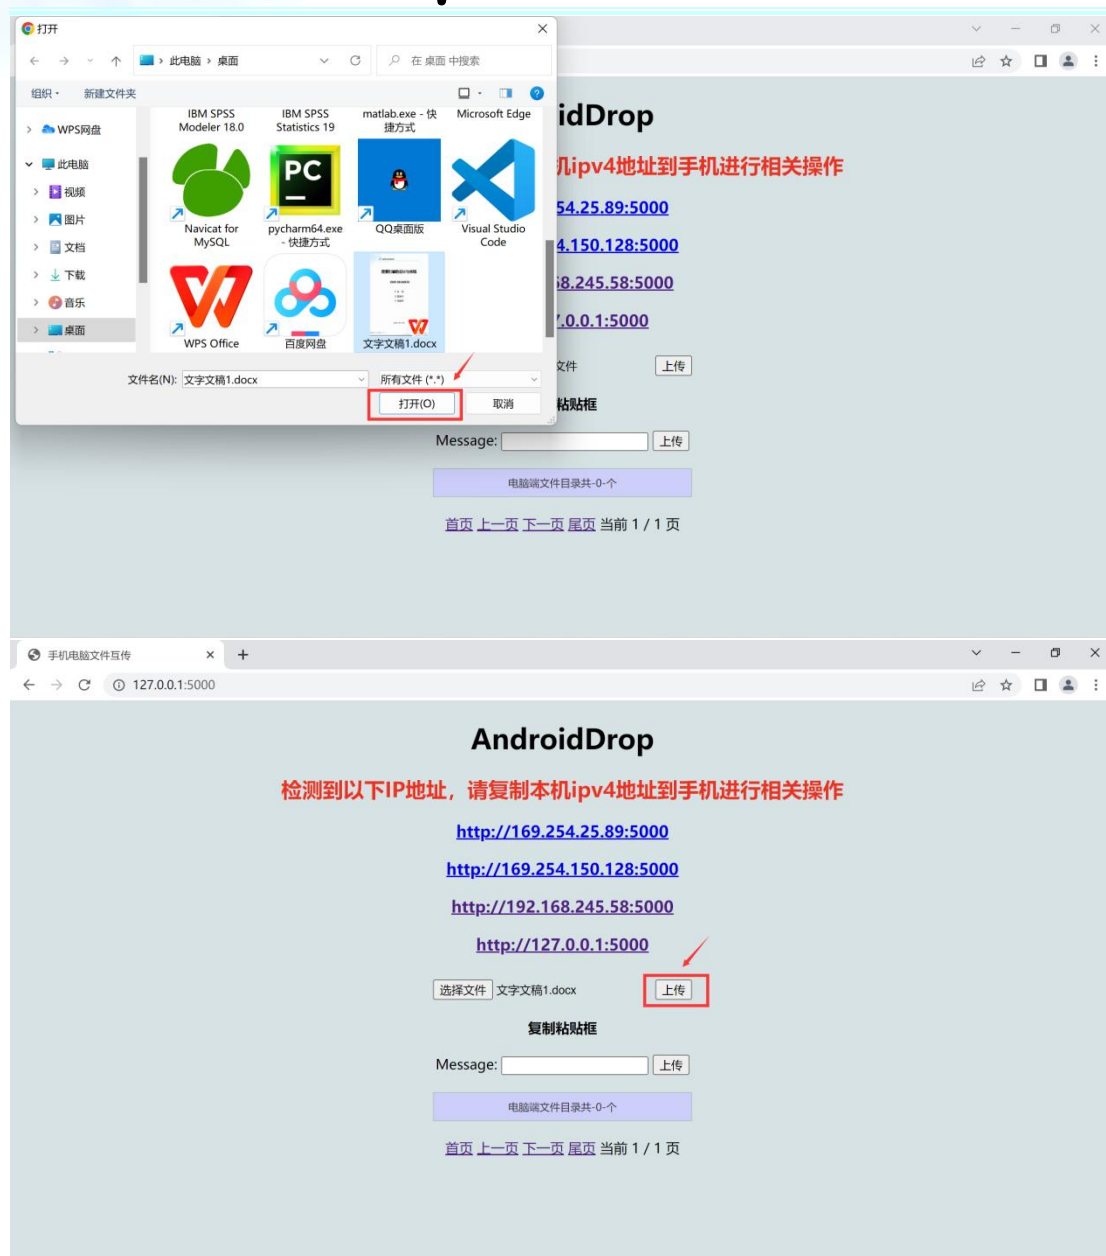 打开
此电脑 › 桌面
在 桌面 中搜索
组织
新建文件夹
WPS网盘
此电脑
视频
图片
文档
下载
音乐
桌面
IBM SPSS Modeler 18.0
IBM SPSS Statistics 19
matlab.exe - 快捷方式
Microsoft Edge
Navicat for MySQL
PC
pycharm64.exe - 快捷方式
QQ桌面版
Visual Studio Code
WPS Office
百度网盘
文字文稿1.docx
文件名(N): 文字文稿1.docx
所有文件 (*.*)
打开(O)
取消
idDrop
机ipv4地址到手机进行相关操作
54.25.89:5000
4.150.128:5000
8.245.58:5000
.0.0.1:5000
文件
上传
粘贴框
Message:
上传
电脑端文件目录共-0-个
首页 上一页 下一页 尾页 当前 1 / 1 页
手机电脑文件互传
127.0.0.1:5000
AndroidDrop
检测到以下IP地址，请复制本机ipv4地址到手机进行相关操作
http://169.254.25.89:5000
http://169.254.150.128:5000
http://192.168.245.58:5000
http://127.0.0.1:5000
选择文件 文字文稿1.docx
上传
复制粘贴框
Message:
上传
电脑端文件目录共-0-个
首页 上一页 下一页 尾页 当前 1 / 1 页